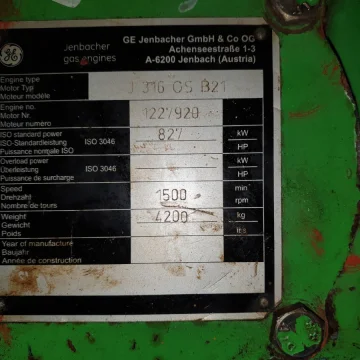 GE Jenbacher GmbH & Co OG
Achenseestraße 1-3
A-6200 Jenbach (Austria)
GE
Jenbacher
gas engines
Engine type
Motor Typ
Moteur modèle
J 316 GS B21
Engine no.
Motor Nr.
Moteur numéro
1227920
ISO standard power
ISO-Standardleistung
Puissance normale ISO
ISO 3046
827
kW
HP
Overload power
Überleistung
Puissance de surcharge
ISO 3046
kW
HP
Speed
Drehzahl
Nombre de tours
1500
min
rpm
Weight
Gewicht
Poids
4200
kg
lbs
Year of manufacture
Baujahr
Année de construction